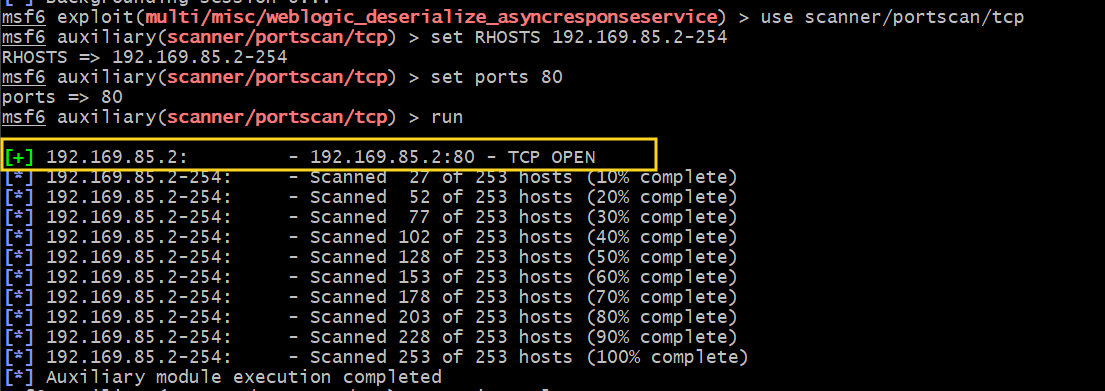 msf6 exploit(multi/misc/weblogic_deserialize_asyncresponseservice) > use scanner/portscan/tcp
msf6 auxiliary(scanner/portscan/tcp) > set RHOSTS 192.169.85.2-254
RHOSTS => 192.169.85.2-254
msf6 auxiliary(scanner/portscan/tcp) > set ports 80
ports => 80
msf6 auxiliary(scanner/portscan/tcp) > run
[+] 192.169.85.2:         - 192.169.85.2:80 - TCP OPEN
[*] 192.169.85.2-254:     - Scanned  27 of 253 hosts (10% complete)
[*] 192.169.85.2-254:     - Scanned  52 of 253 hosts (20% complete)
[*] 192.169.85.2-254:     - Scanned  77 of 253 hosts (30% complete)
[*] 192.169.85.2-254:     - Scanned 102 of 253 hosts (40% complete)
[*] 192.169.85.2-254:     - Scanned 128 of 253 hosts (50% complete)
[*] 192.169.85.2-254:     - Scanned 153 of 253 hosts (60% complete)
[*] 192.169.85.2-254:     - Scanned 178 of 253 hosts (70% complete)
[*] 192.169.85.2-254:     - Scanned 203 of 253 hosts (80% complete)
[*] 192.169.85.2-254:     - Scanned 228 of 253 hosts (90% complete)
[*] 192.169.85.2-254:     - Scanned 253 of 253 hosts (100% complete)
[*] Auxiliary module execution completed